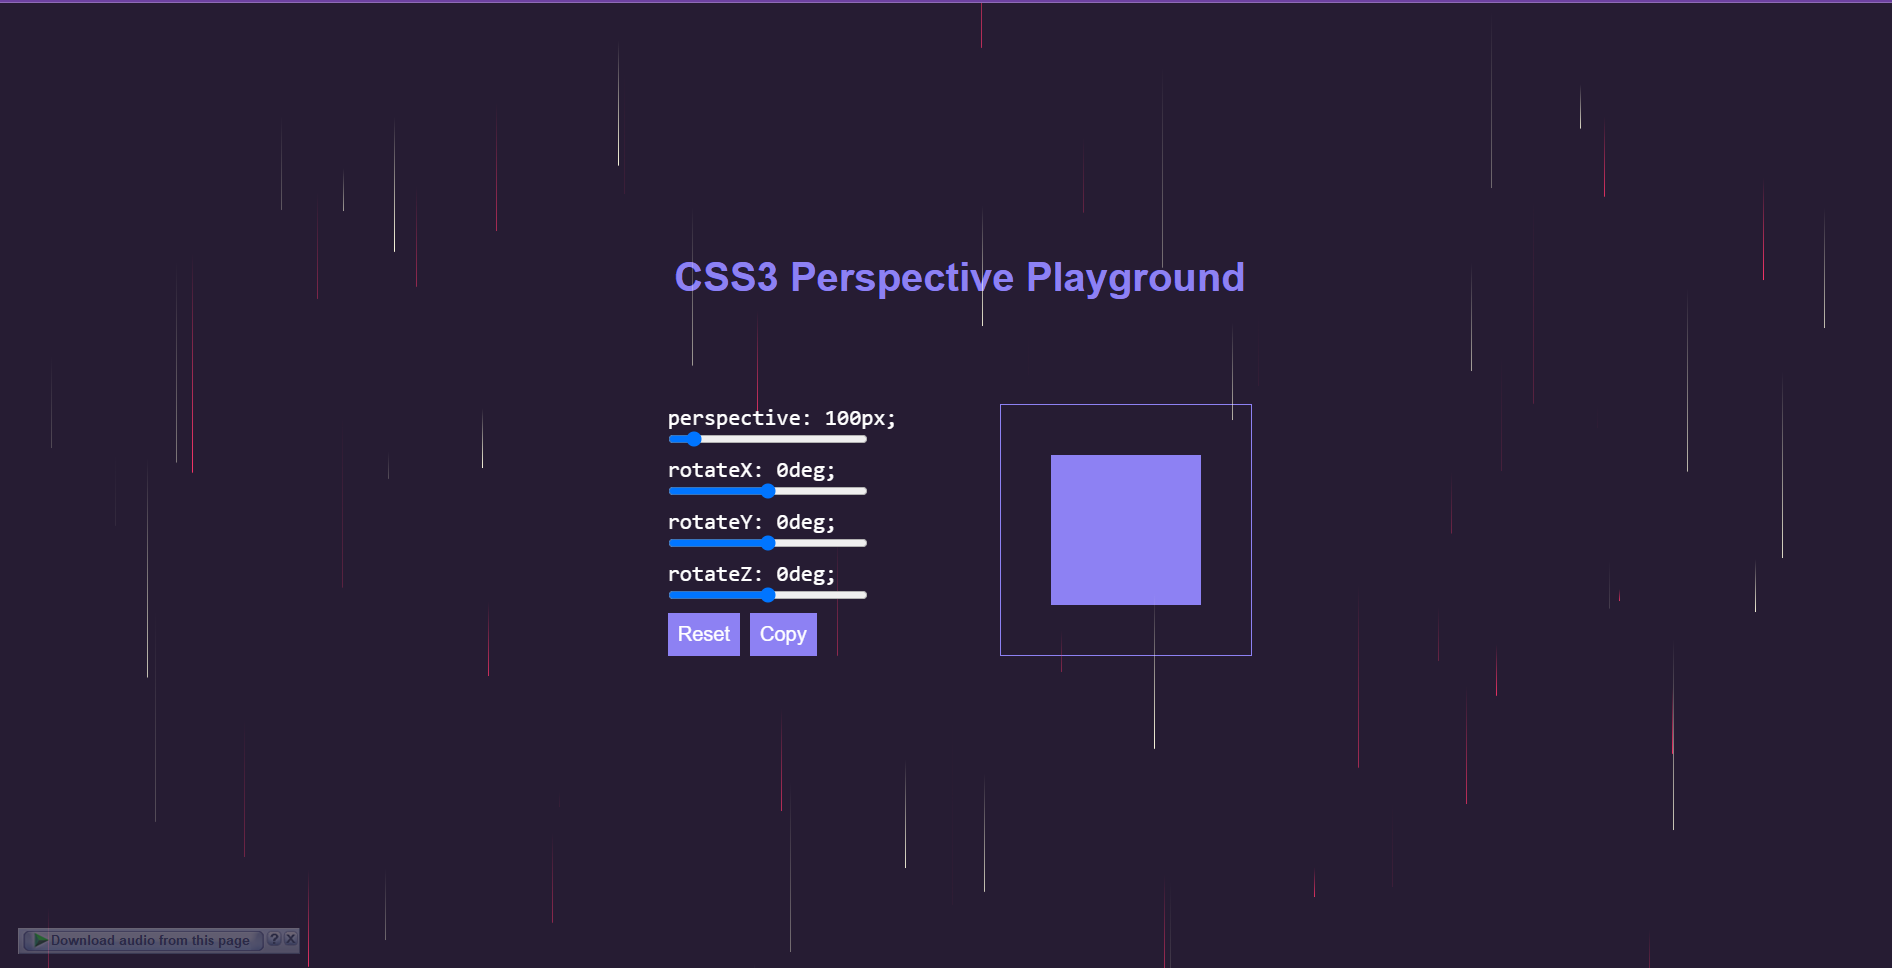 CSS3 Perspective Playground
perspective: 100px;
rotateX: 0deg;
rotateY: 0deg;
rotateZ: 0deg;
Reset Copy
Download audio from this page ? X